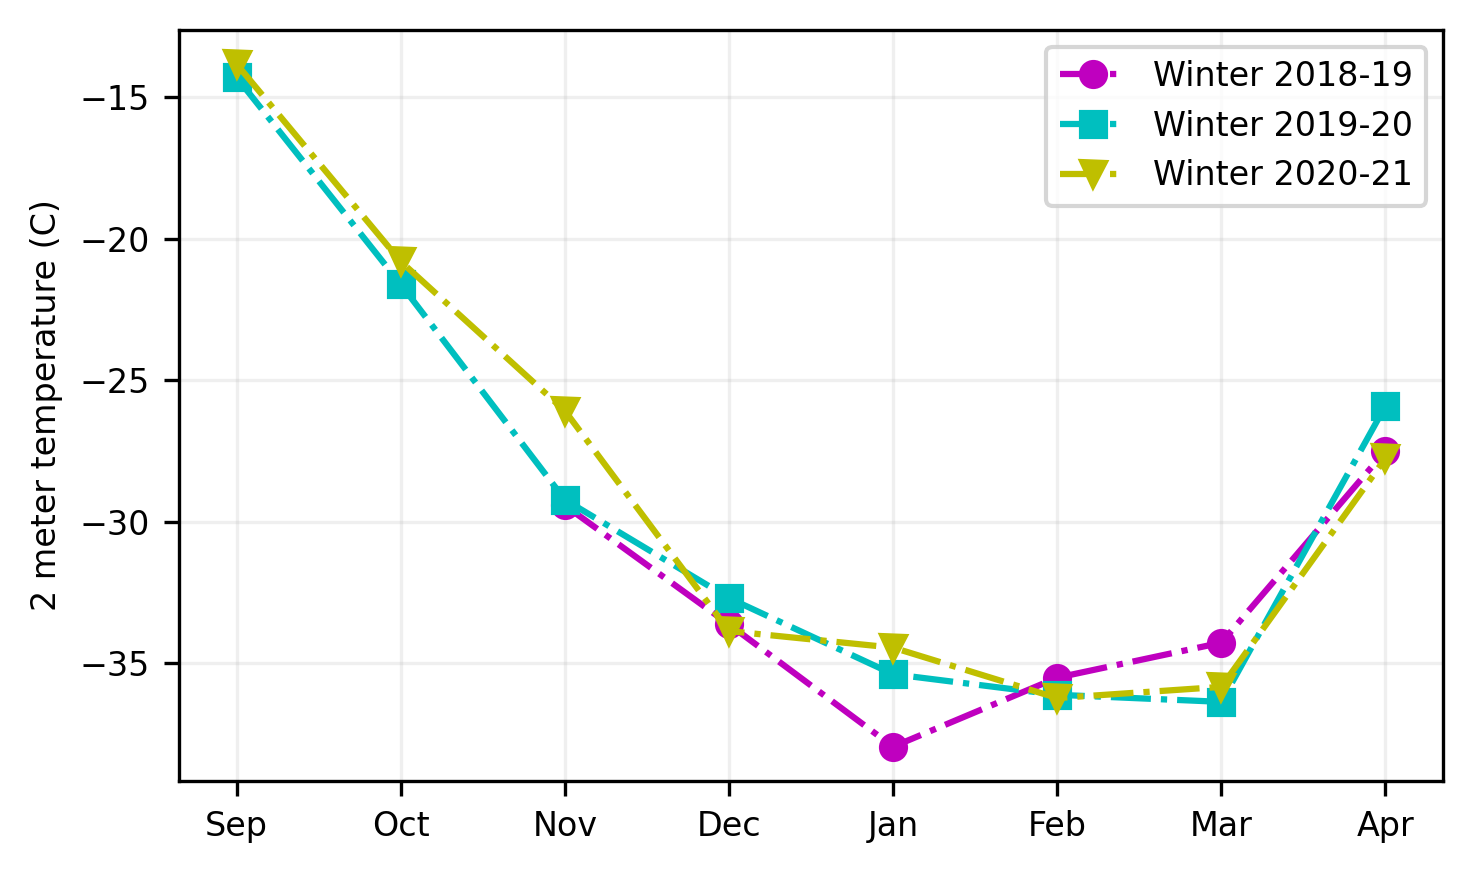 2 meter temperature (C)
−15
−20
−25
−30
−35
Winter 2018-19
Winter 2019-20
Winter 2020-21
Sep Oct Nov Dec Jan Feb Mar Apr